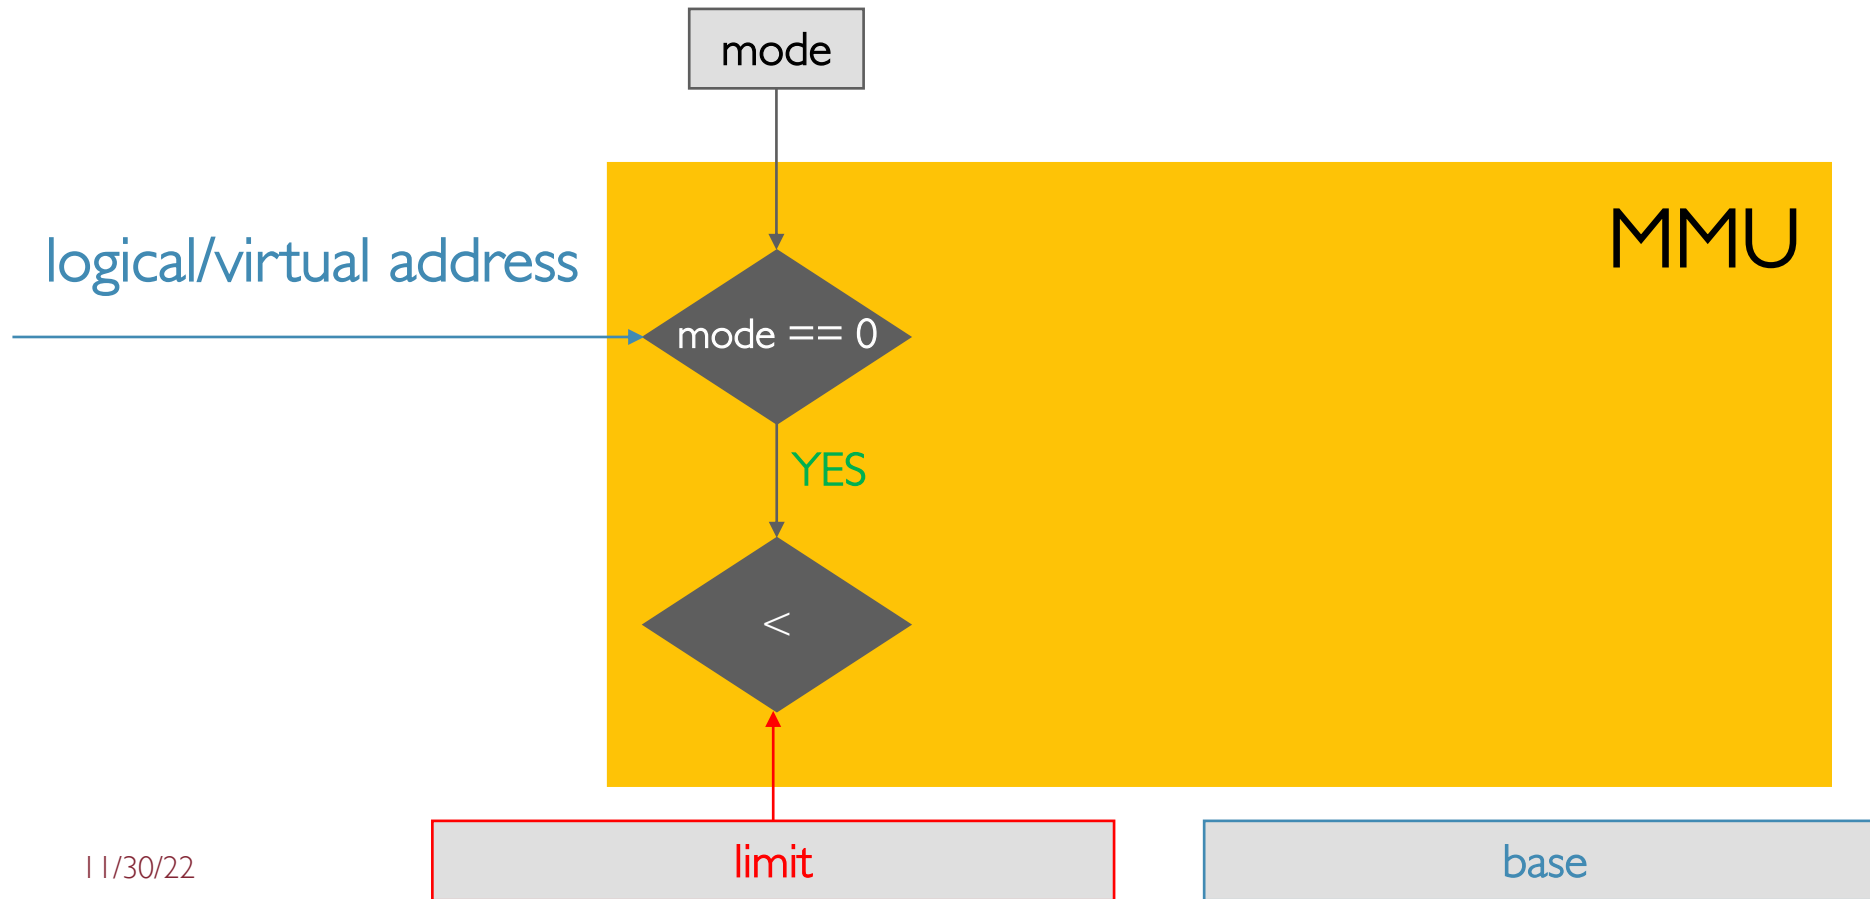 mode
MMU
logical/virtual address
mode == 0
YES
<
limit
base
11/30/22